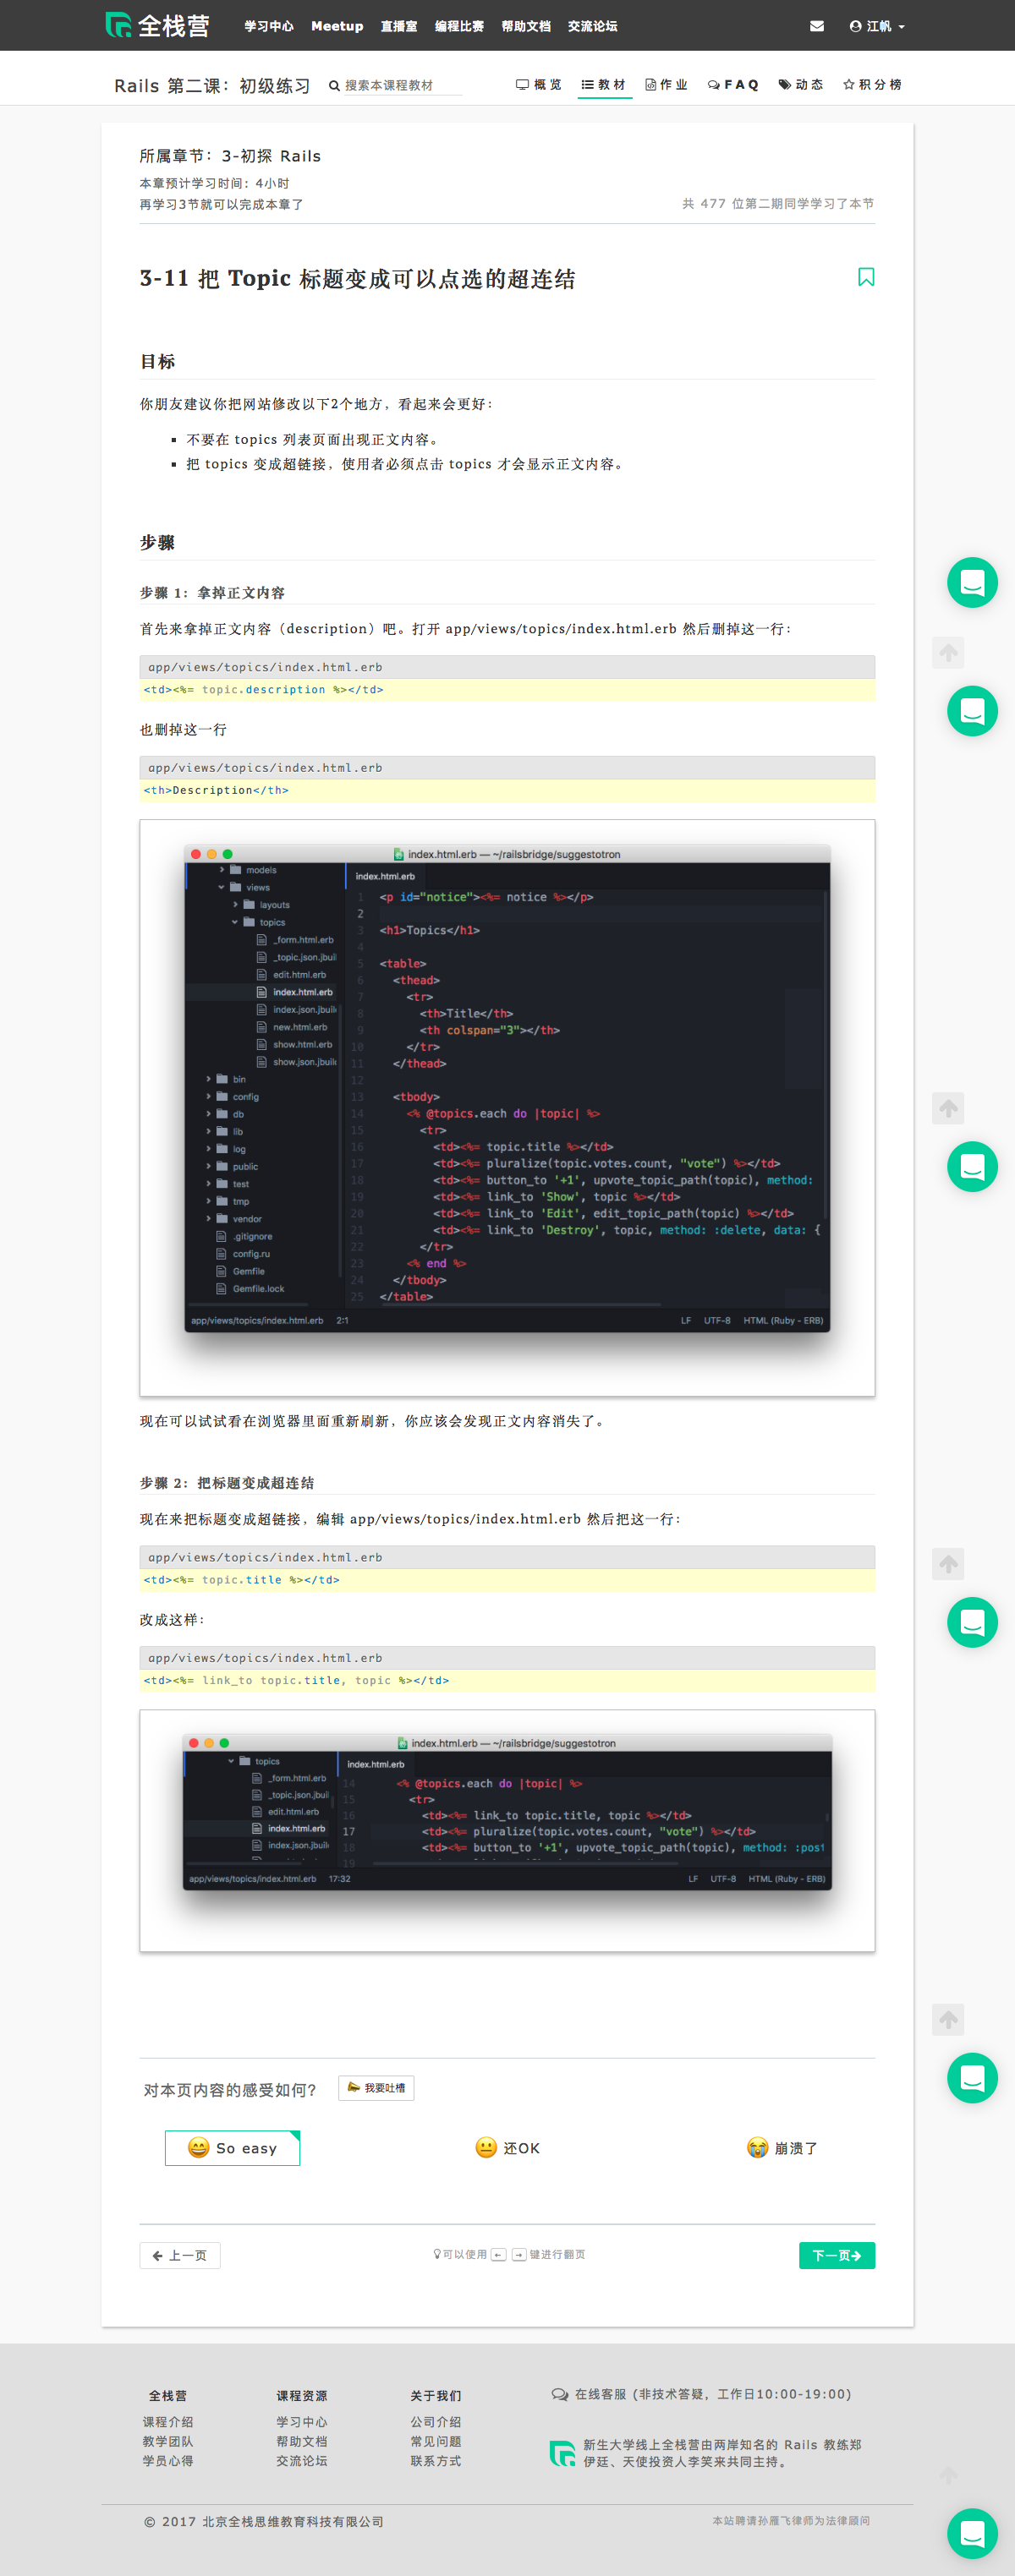 全栈营 学习中心 Meetup 直播室 编程比赛 帮助文档 交流论坛 江帆
Rails 第二课：初级练习 搜索本课程教材 概览 教材 作业 FAQ 动态 积分榜
所属章节：3-初探 Rails
本章预计学习时间：4小时
再学习3节就可以完成本章了 共 477 位第二期同学学习了本节
3-11 把 Topic 标题变成可以点选的超连结
目标
你朋友建议你把网站修改以下2个地方，看起来会更好：
不要在 topics 列表页面出现正文内容。
把 topics 变成超链接，使用者必须点击 topics 才会显示正文内容。
步骤
步骤 1：拿掉正文内容
首先来拿掉正文内容（description）吧。打开 app/views/topics/index.html.erb 然后删掉这一行：
app/views/topics/index.html.erb
<td><%= topic.description %></td>
也删掉这一行
app/views/topics/index.html.erb
<th>Description</th>
index.html.erb — ~/railsbridge/suggestotron
models
views
layouts
topics
_form.html.erb
_topic.json.jbuil
edit.html.erb
index.html.erb
index.json.jbuile
new.html.erb
show.html.erb
show.json.jbuil
bin
config
db
lib
log
public
test
tmp
vendor
.gitignore
config.ru
Gemfile
Gemfile.lock
index.html.erb
1 <p id="notice"><%= notice %></p>
2
3 <h1>Topics</h1>
4
5 <table>
6 <thead>
7 <tr>
8 <th>Title</th>
9 <th colspan="3"></th>
10 </tr>
11 </thead>
12
13 <tbody>
14 <% @topics.each do |topic| %>
15 <tr>
16 <td><%= topic.title %></td>
17 <td><%= pluralize(topic.votes.count, "vote") %></td>
18 <td><%= button_to '+1', upvote_topic_path(topic), method:
19 <td><%= link_to 'Show', topic %></td>
20 <td><%= link_to 'Edit', edit_topic_path(topic) %></td>
21 <td><%= link_to 'Destroy', topic, method: :delete, data: {
22 </tr>
23 <% end %>
24 </tbody>
25 </table>
app/views/topics/index.html.erb 2:1 LF UTF-8 HTML (Ruby - ERB)
现在可以试试看在浏览器里面重新刷新，你应该会发现正文内容消失了。
步骤 2：把标题变成超连结
现在来把标题变成超链接，编辑 app/views/topics/index.html.erb 然后把这一行：
app/views/topics/index.html.erb
<td><%= topic.title %></td>
改成这样：
app/views/topics/index.html.erb
<td><%= link_to topic.title, topic %></td>
index.html.erb — ~/railsbridge/suggestotron
topics
_form.html.erb
_topic.json.jbuil
edit.html.erb
index.html.erb
index.json.jbuile
index.html.erb
14 <% @topics.each do |topic| %>
15 <tr>
16 <td><%= link_to topic.title, topic %></td>
17 <td><%= pluralize(topic.votes.count, "vote") %></td>
18 <td><%= button_to '+1', upvote_topic_path(topic), method: :post
19
app/views/topics/index.html.erb 17:32 LF UTF-8 HTML (Ruby - ERB)
对本页内容的感受如何？ 我要吐槽
So easy 还OK 崩溃了
← 上一页 可以使用 ← → 键进行翻页 下一页→
全栈营 课程资源 关于我们 在线客服 (非技术答疑，工作日10:00-19:00)
课程介绍 学习中心 公司介绍
教学团队 帮助文档 常见问题 新生大学线上全栈营由两岸知名的 Rails 教练郑
学员心得 交流论坛 联系方式 伊廷、天使投资人李笑来共同主持。
© 2017 北京全栈思维教育科技有限公司 本站聘请孙雁飞律师为法律顾问